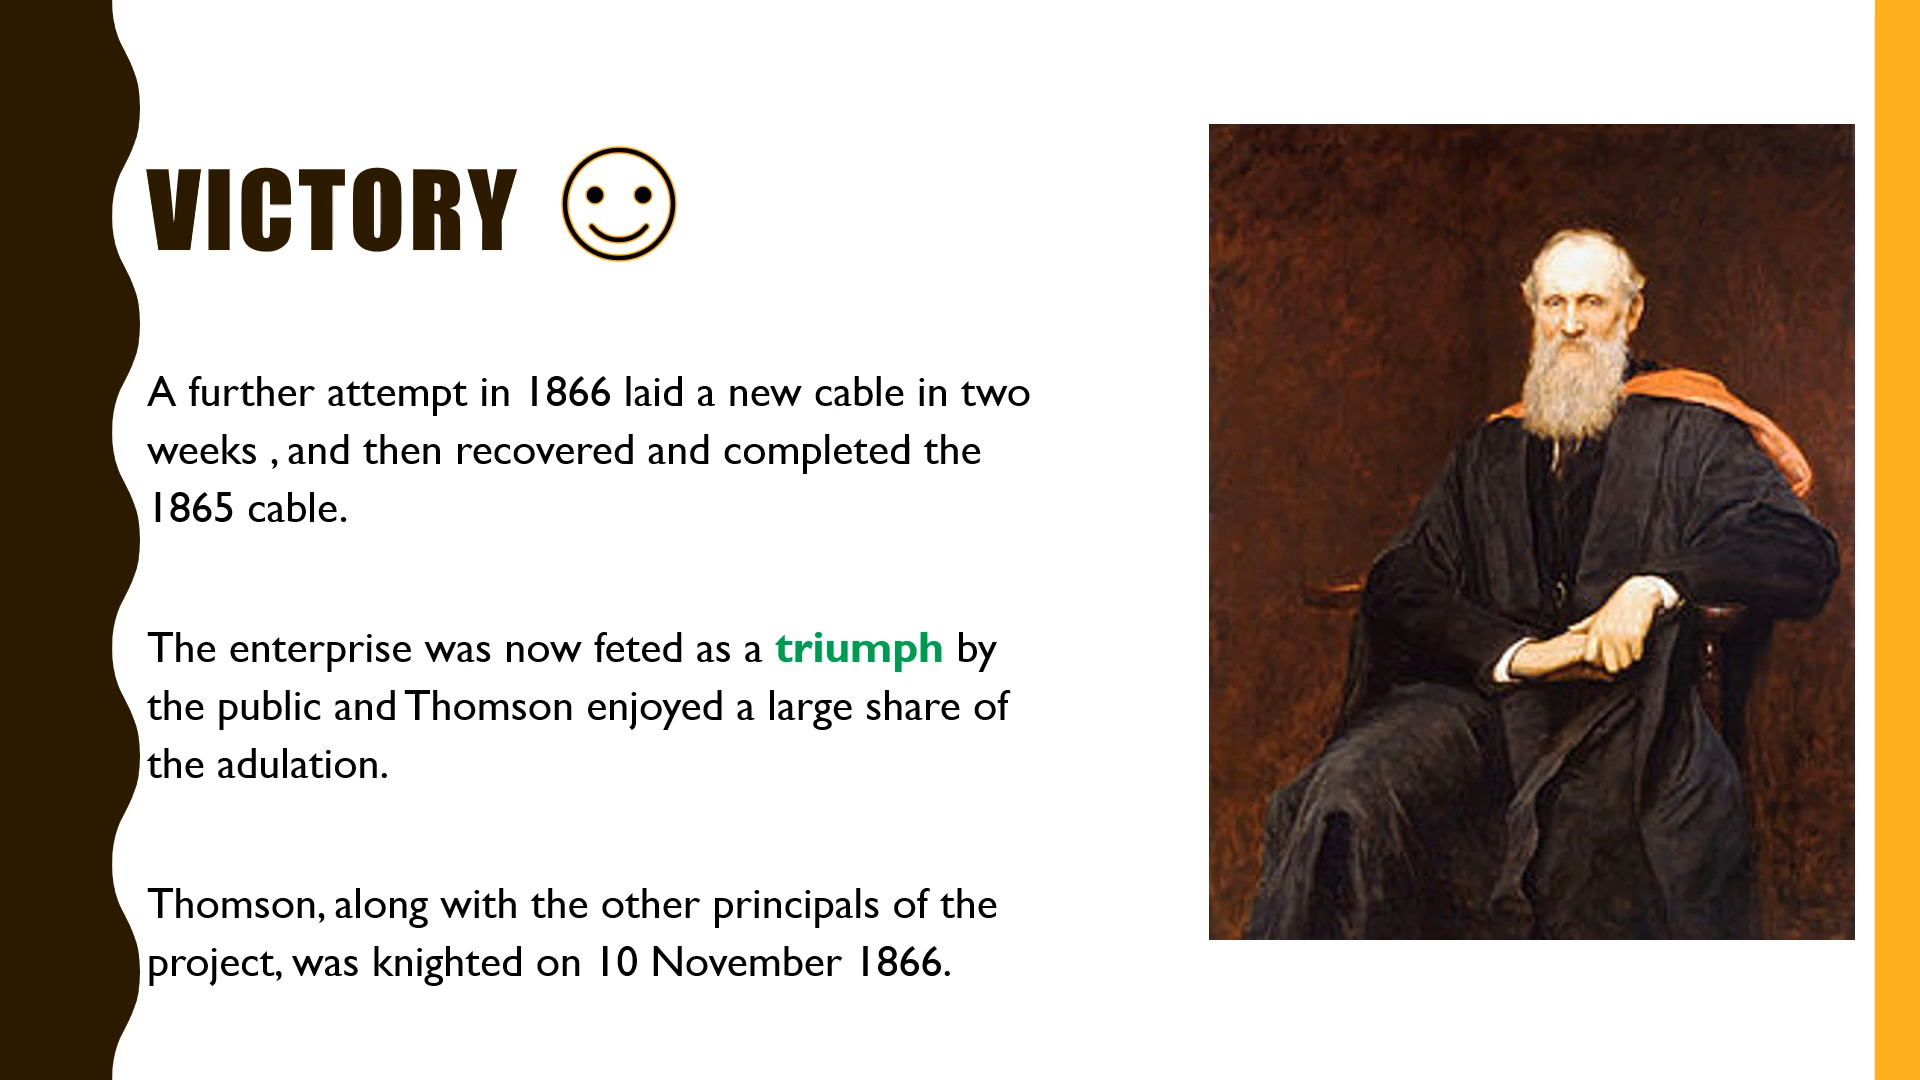 VICTORY
A further attempt in 1866 laid a new cable in two
weeks , and then recovered and completed the
1865 cable.
The enterprise was now feted as a triumph by
the public and Thomson enjoyed a large share of
the adulation.
Thomson, along with the other principals of the
project, was knighted on 10 November 1866.